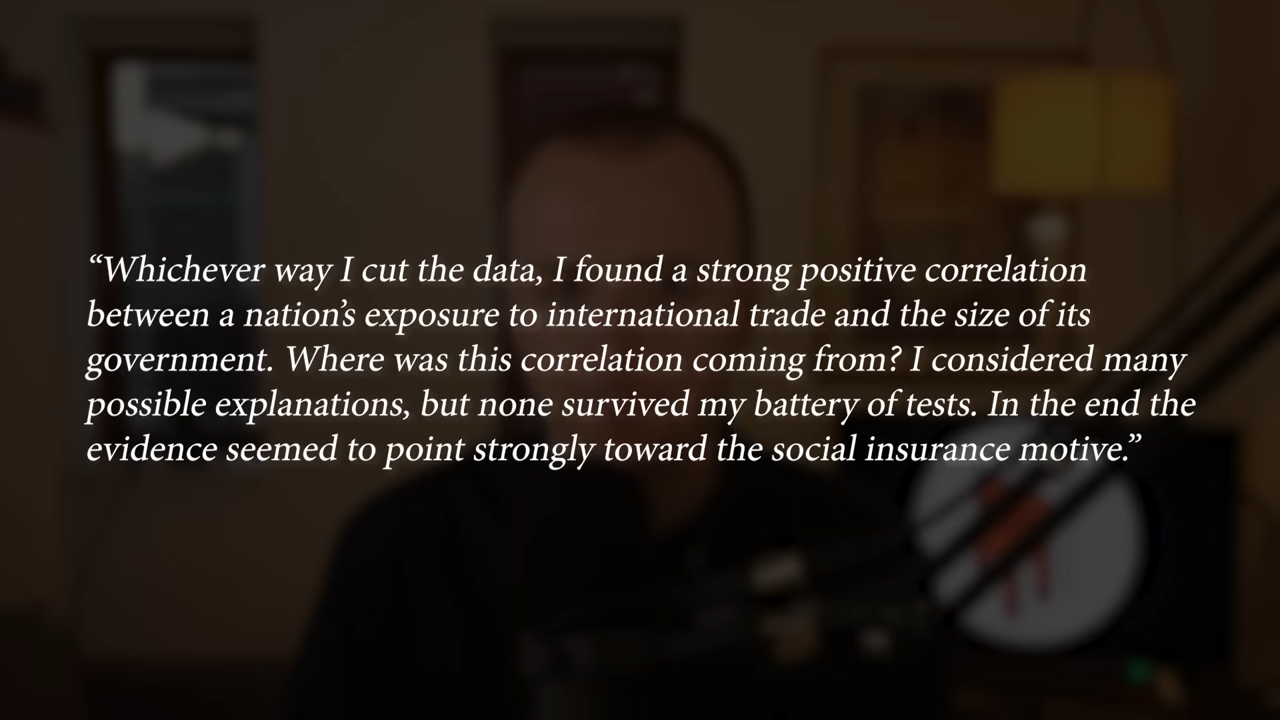 “Whichever way I cut the data, I found a strong positive correlation
between a nation’s exposure to international trade and the size of its
government. Where was this correlation coming from? I considered many
possible explanations, but none survived my battery of tests. In the end the
evidence seemed to point strongly toward the social insurance motive.”